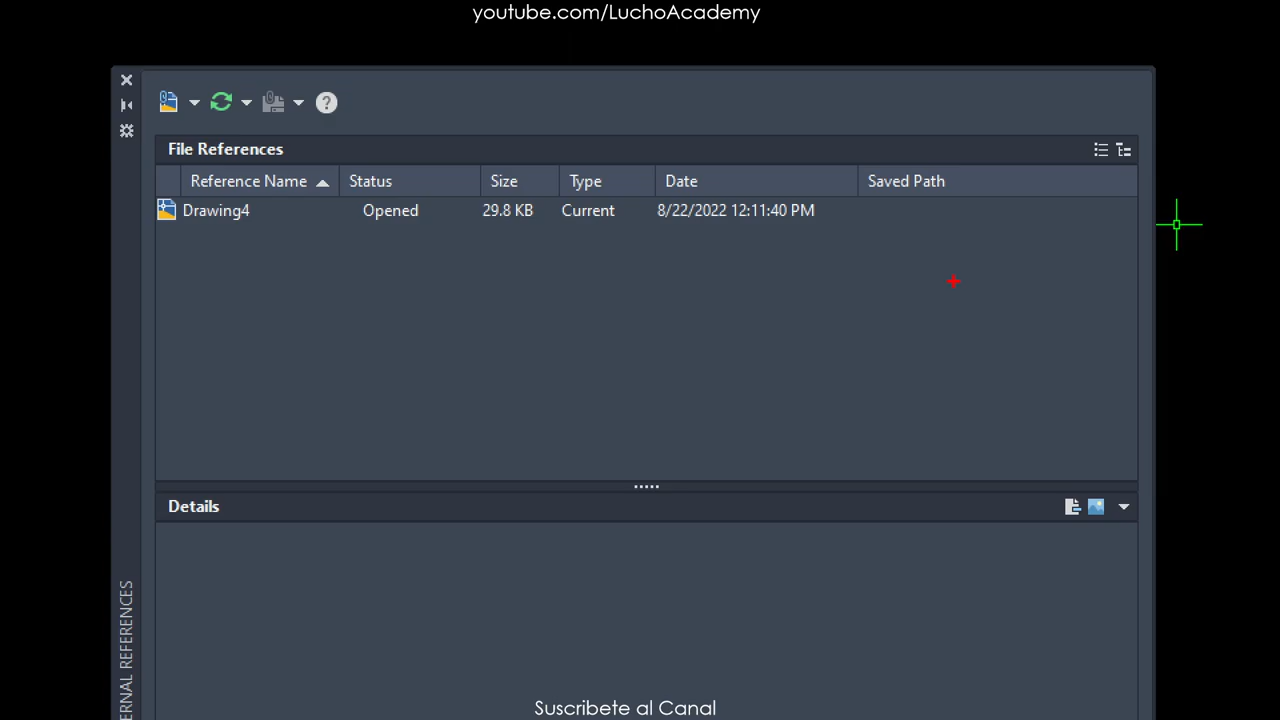 youtube.com/LuchoAcademy
File References
Reference Name Status Size Type Date Saved Path
Drawing4 Opened 29.8 KB Current 8/22/2022 12:11:40 PM
Details
ERNAL REFERENCES
Suscribete al Canal